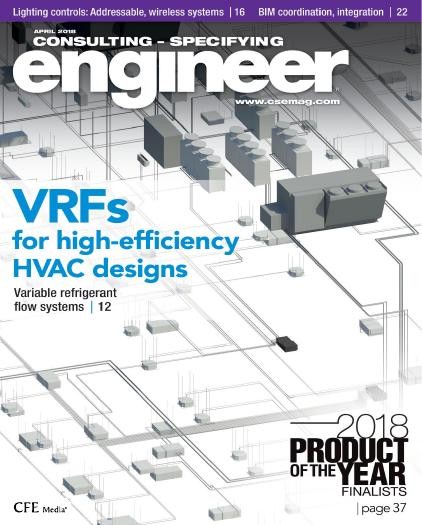 Lighting controls: Addressable, wireless systems | 16 BIM coordination, integration | 22
APRIL 2018
CONSULTING - SPECIFYING
engineer®
www.csemag.com
VRFs
for high-efficiency
HVAC designs
Variable refrigerant
flow systems | 12
2018
PRODUCT
OF THE YEAR
FINALISTS
| page 37
CFE Media®